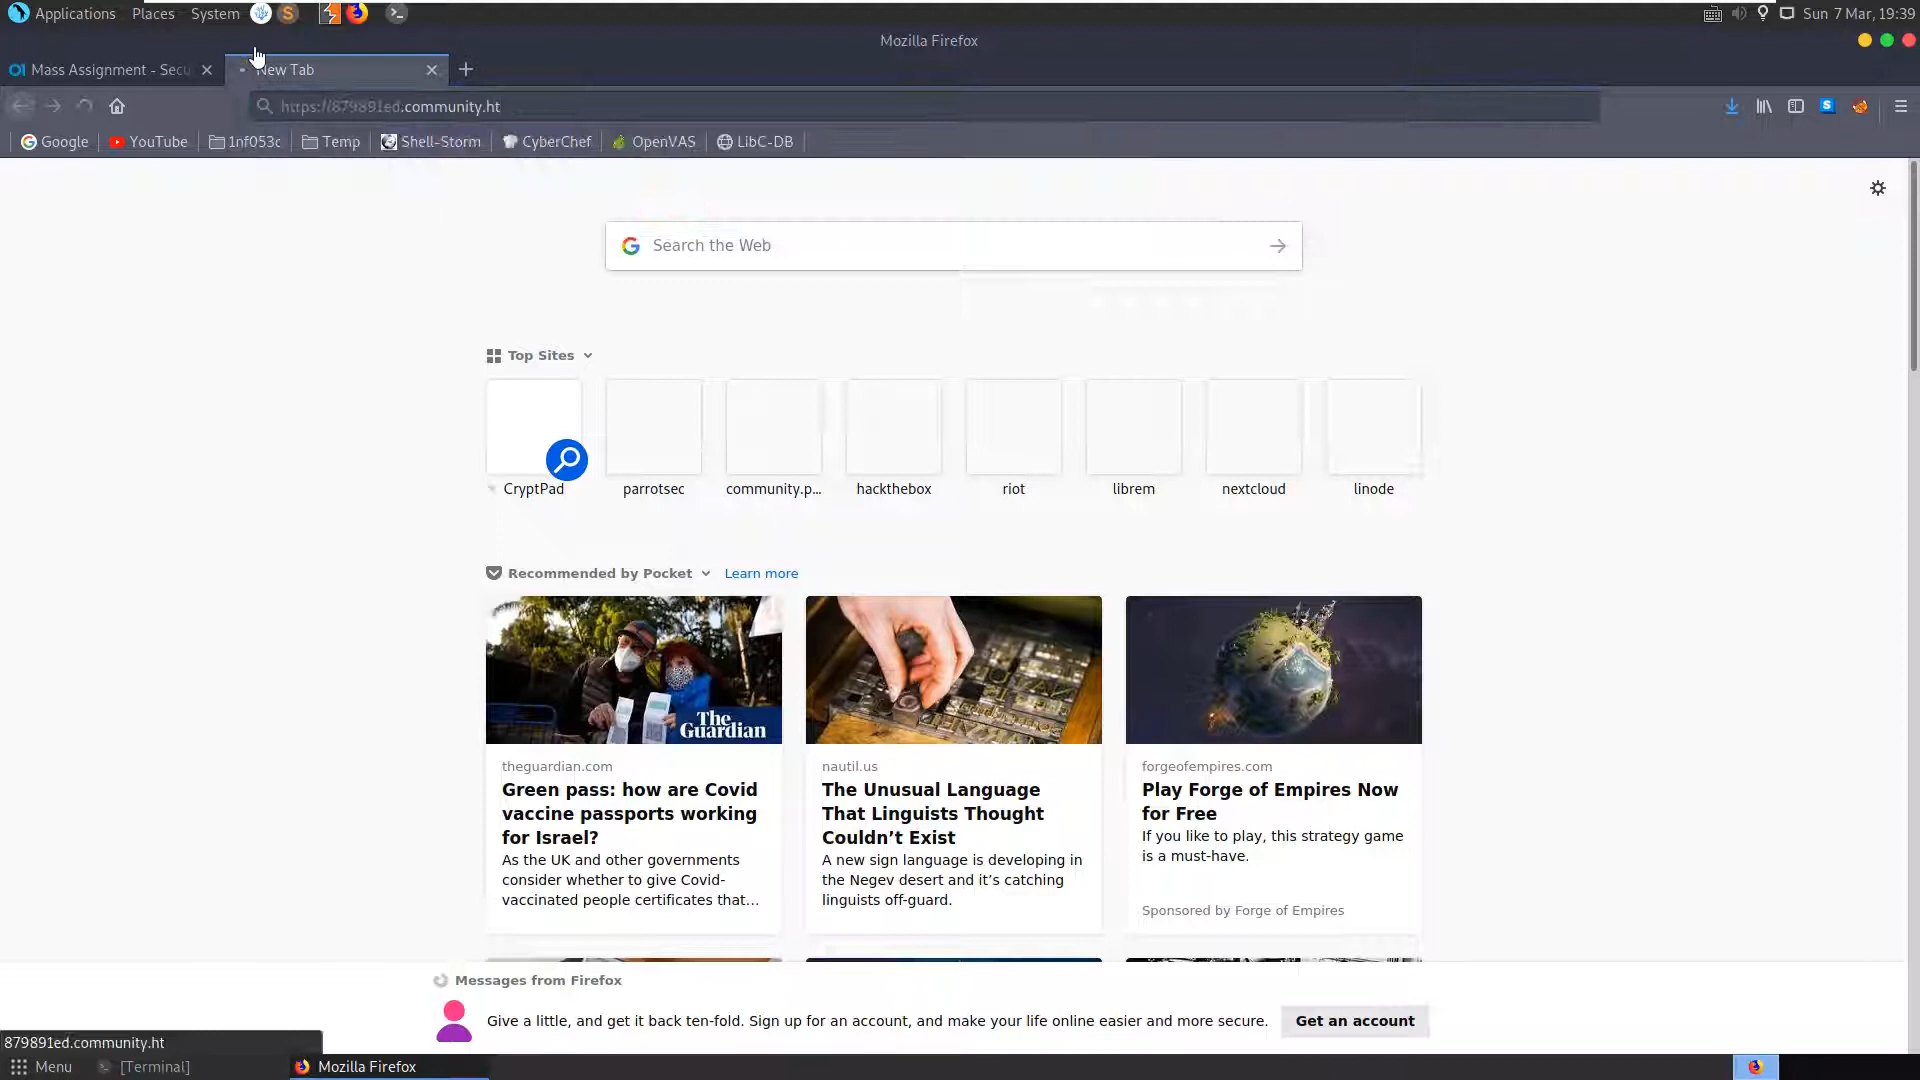 Applications Places System S Sun 7 Mar, 19:39
Mozilla Firefox
Mass Assignment - Secu New Tab
https://879891ed.community.ht S
Google YouTube 1nf053c Temp Shell-Storm CyberChef OpenVAS LibC-DB
Search the Web
Top Sites
CryptPad parrotsec community.p... hackthebox riot librem nextcloud linode
Recommended by Pocket Learn more
The
Guardian
theguardian.com
Green pass: how are Covid
vaccine passports working
for Israel?
As the UK and other governments
consider whether to give Covid-
vaccinated people certificates that...
nautil.us
The Unusual Language
That Linguists Thought
Couldn’t Exist
A new sign language is developing in
the Negev desert and it’s catching
linguists off-guard.
forgeofempires.com
Play Forge of Empires Now
for Free
If you like to play, this strategy game
is a must-have.
Sponsored by Forge of Empires
Messages from Firefox
Give a little, and get it back ten-fold. Sign up for an account, and make your life online easier and more secure. Get an account
879891ed.community.ht
Menu [Terminal] Mozilla Firefox